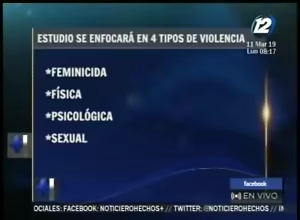 12
ESTUDIO SE ENFOCARÁ EN 4 TIPOS DE VIOLENCIA
11 Mar 19
Lun 08:17
*FEMINICIDA
*FÍSICA
*PSICOLÓGICA
*SEXUAL
facebook
EN VIVO
OCIALES: FACEBOOK: NOTICIEROHECHOS+ // TWITTER: @NOTICIEROHECHOS+ // IN